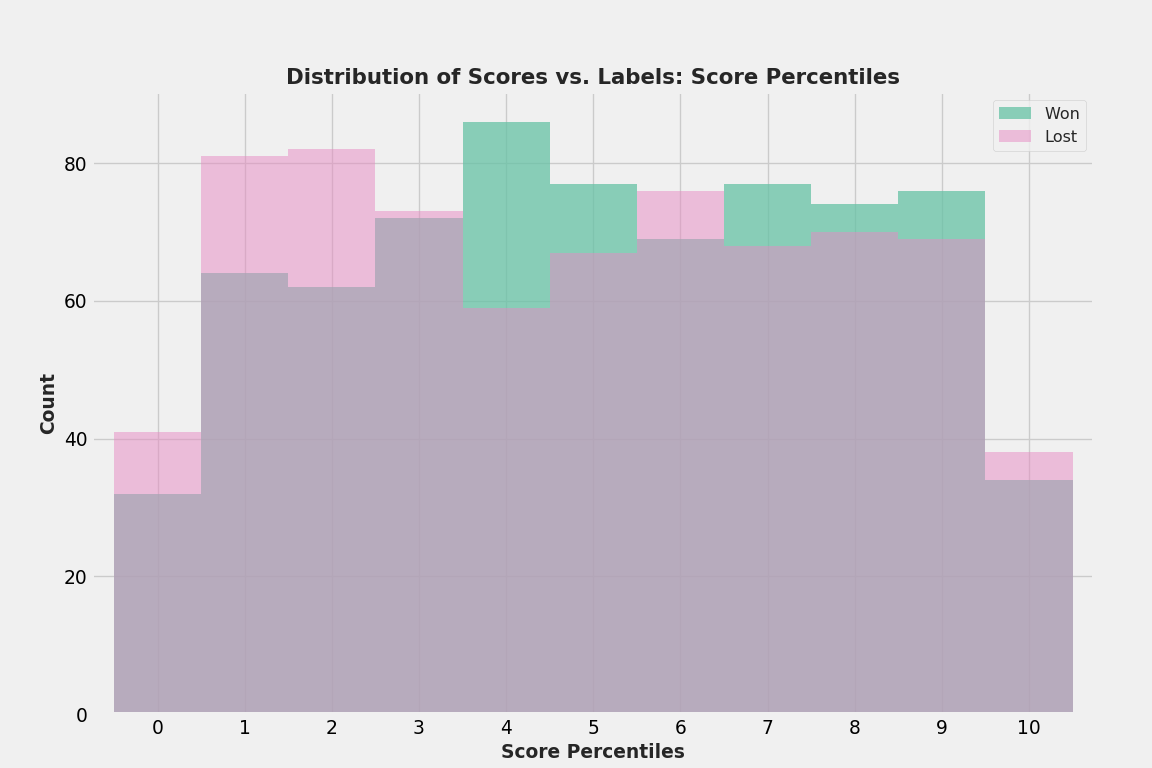 Distribution of Scores vs. Labels: Score Percentiles
Won
Lost
80
60
40
20
0
Count
0 1 2 3 4 5 6 7 8 9 10
Score Percentiles